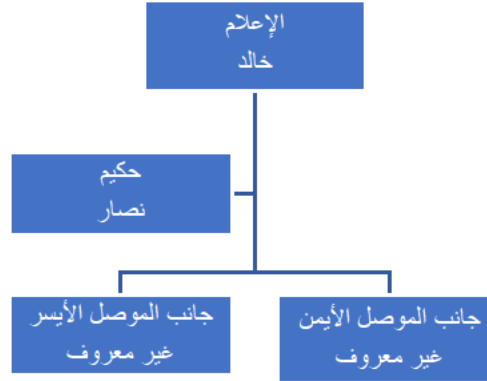 الإعلام
خالد
حكيم
نصار
جانب الموصل الأيمن
غير معروف
جانب الموصل الأيسر
غير معروف